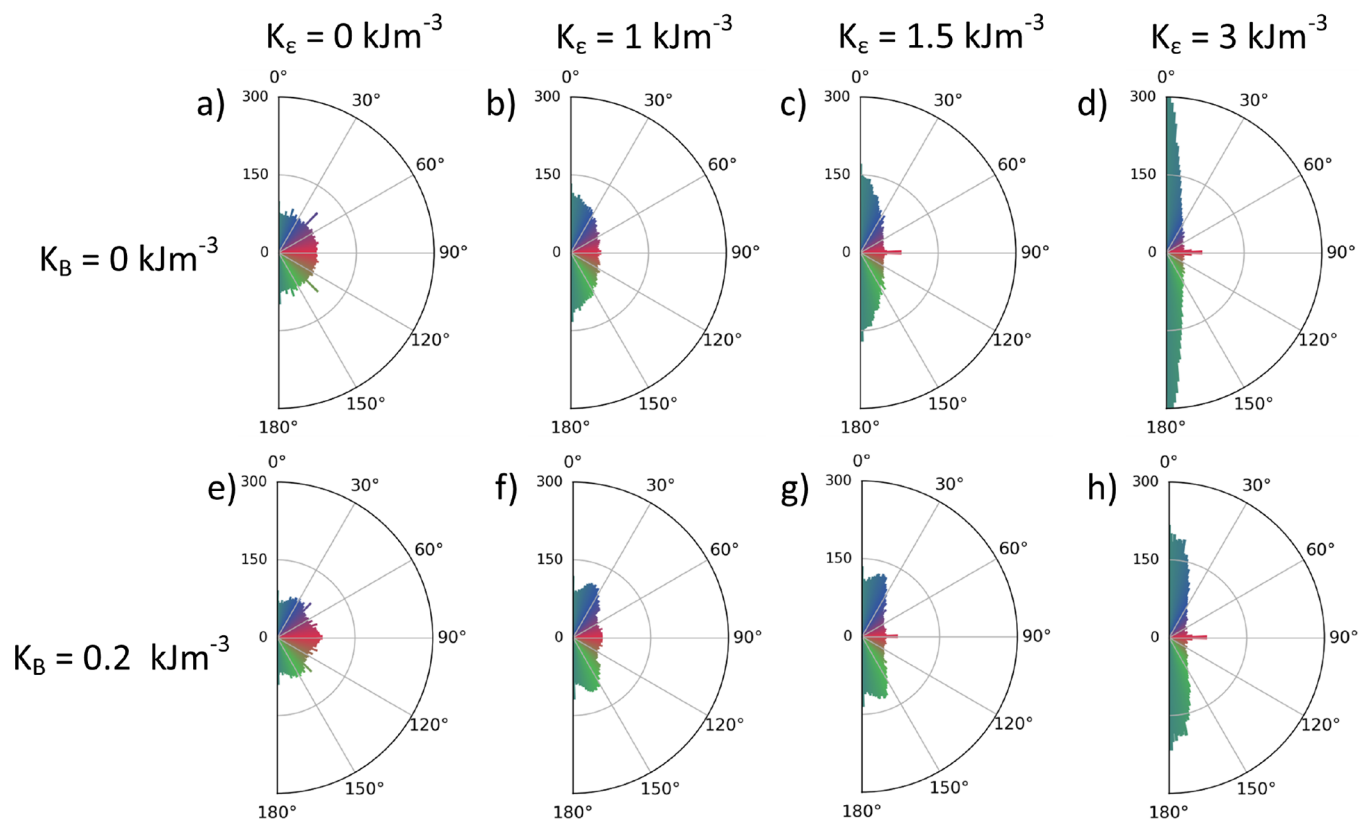 Kε = 0 kJm⁻³ Kε = 1 kJm⁻³ Kε = 1.5 kJm⁻³ Kε = 3 kJm⁻³
a) b) c) d)
0° 0° 0° 0°
300 30° 300 30° 300 30° 300 30°
60° 60° 60° 60°
150 150 150 150
K_B = 0 kJm⁻³
0 90° 0 90° 0 90° 0 90°
120° 120° 120° 120°
150° 150° 150° 150°
180° 180° 180° 180°
e) f) g) h)
0° 0° 0° 0°
300 30° 300 30° 300 30° 300 30°
60° 60° 60° 60°
150 150 150 150
K_B = 0.2 kJm⁻³
0 90° 0 90° 0 90° 0 90°
120° 120° 120° 120°
150° 150° 150° 150°
180° 180° 180° 180°